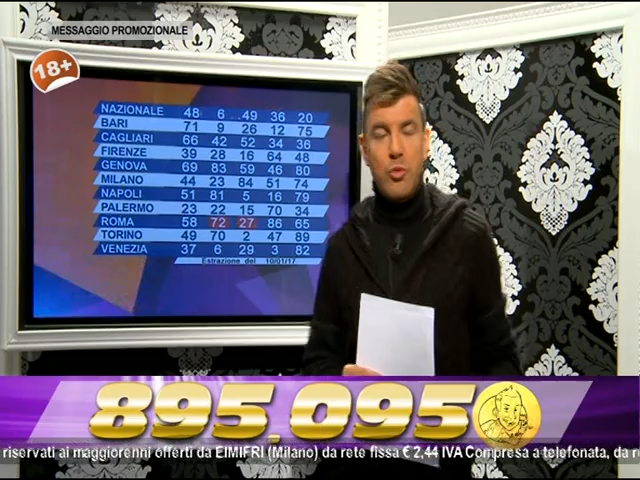 MESSAGGIO PROMOZIONALE
18+
NAZIONALE 48 6 49 36 20
BARI 71 9 26 12 75
CAGLIARI 66 42 52 34 36
FIRENZE 39 28 16 64 48
GENOVA 69 83 59 46 80
MILANO 44 23 84 51 74
NAPOLI 51 81 5 16 79
PALERMO 23 22 15 70 34
ROMA 58 72 27 86 65
TORINO 49 70 2 47 89
VENEZIA 37 6 29 3 82
Estrazione del 10/01/17
895.095
riservati ai maggiorenni offerti da EIMIFRI (Milano) da rete fissa € 2,44 IVA Compresa a telefonata, da